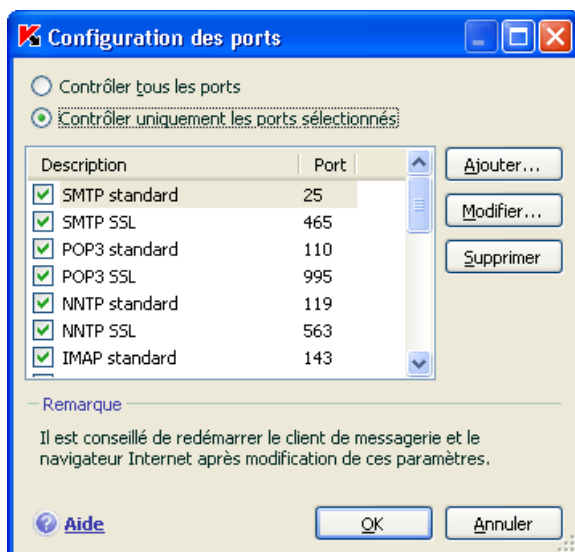 Configuration des ports
Contrôler tous les ports
Contrôler uniquement les ports sélectionnés
Description Port
SMTP standard 25
SMTP SSL 465
POP3 standard 110
POP3 SSL 995
NNTP standard 119
NNTP SSL 563
IMAP standard 143
Ajouter...
Modifier...
Supprimer
Remarque
Il est conseillé de redémarrer le client de messagerie et le
navigateur Internet après modification de ces paramètres.
Aide OK Annuler